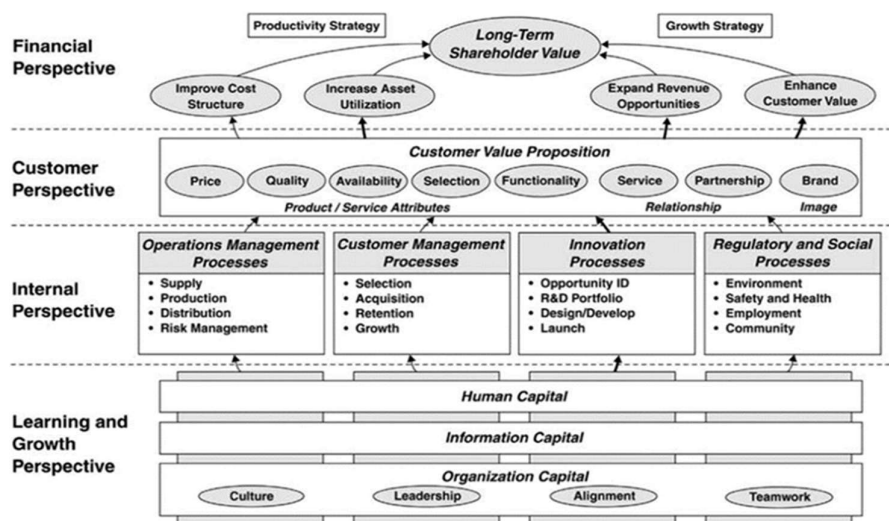 Financial
Perspective
Productivity Strategy
Long-Term
Shareholder Value
Growth Strategy
Improve Cost
Structure
Increase Asset
Utilization
Expand Revenue
Opportunities
Enhance
Customer Value
Customer
Perspective
Customer Value Proposition
Price
Quality
Availability
Selection
Functionality
Service
Partnership
Brand
Product / Service Attributes
Relationship
Image
Internal
Perspective
Operations Management
Processes
• Supply
• Production
• Distribution
• Risk Management
Customer Management
Processes
• Selection
• Acquisition
• Retention
• Growth
Innovation
Processes
• Opportunity ID
• R&D Portfolio
• Design/Develop
• Launch
Regulatory and Social
Processes
• Environment
• Safety and Health
• Employment
• Community
Learning and
Growth
Perspective
Human Capital
Information Capital
Organization Capital
Culture
Leadership
Alignment
Teamwork